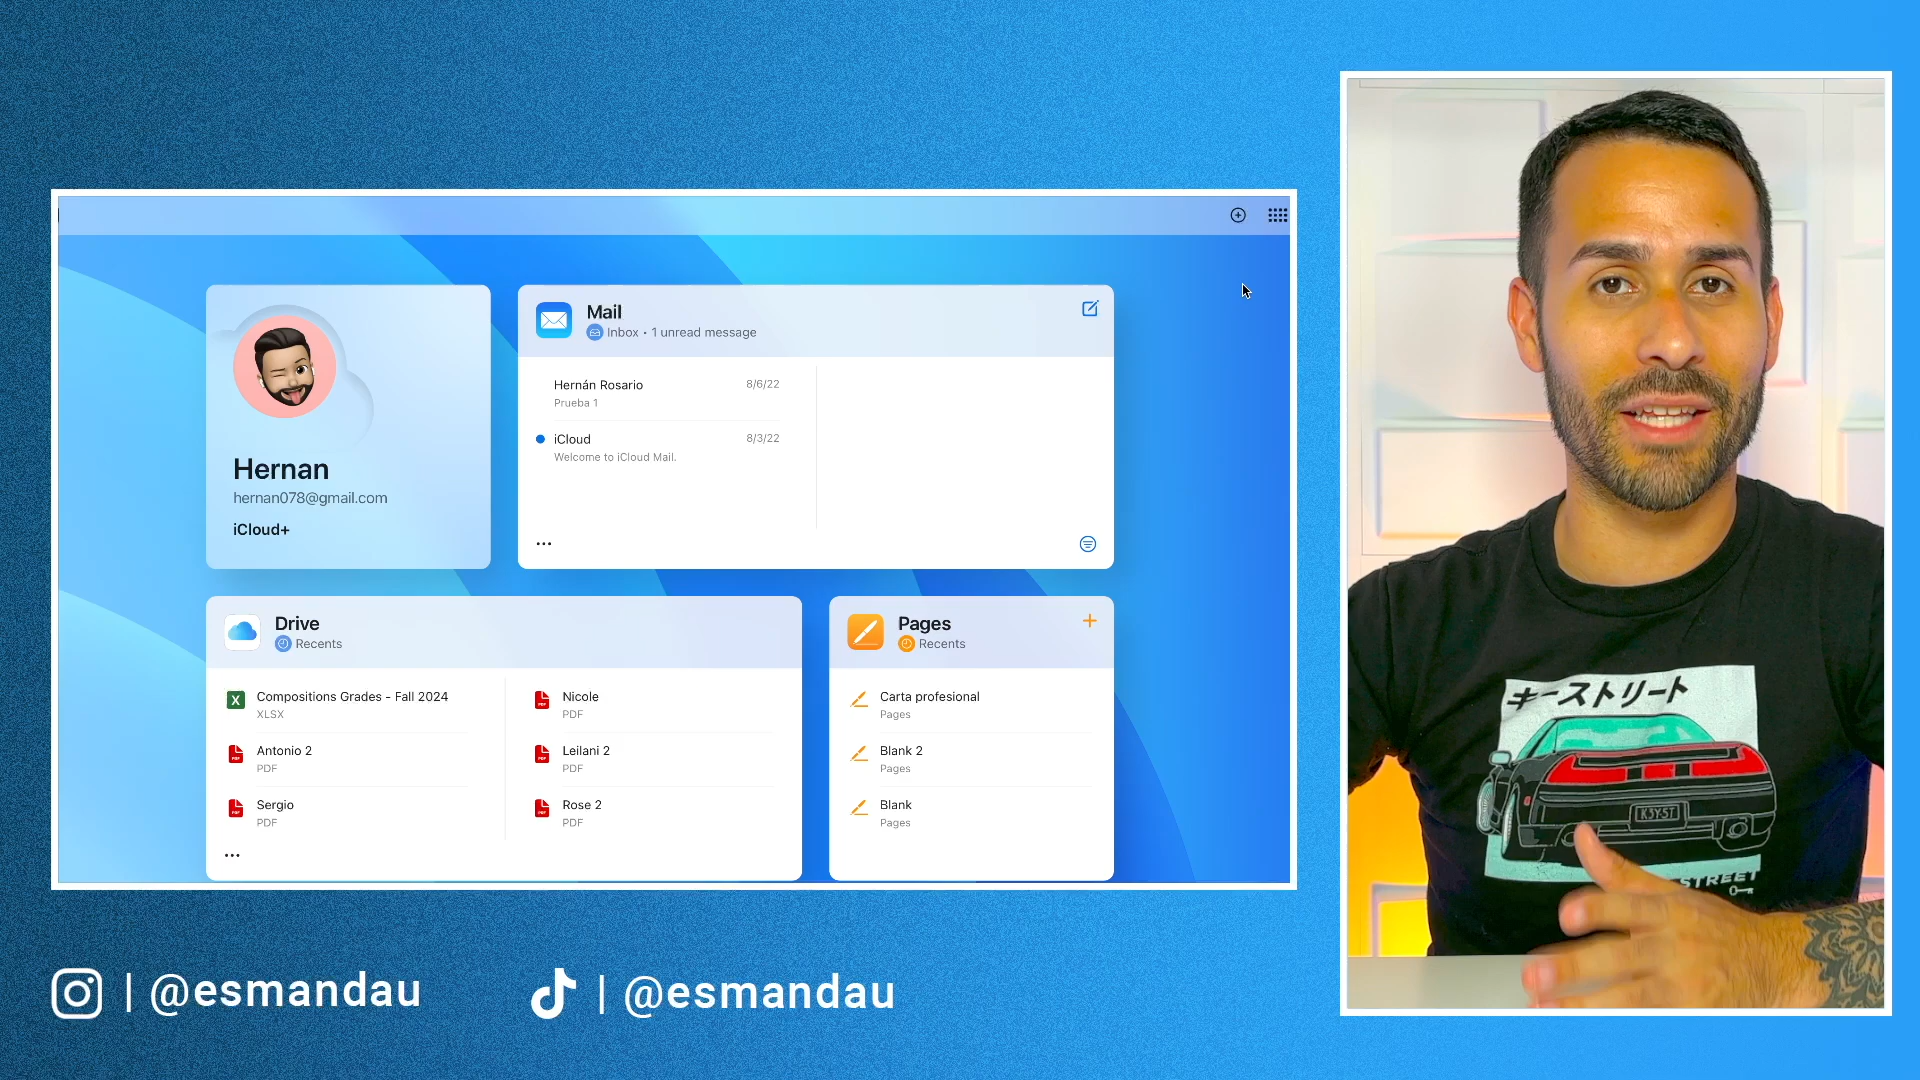 Mail
Inbox • 1 unread message
Hernán Rosario
8/6/22
Prueba 1
iCloud
8/3/22
Welcome to iCloud Mail.
Hernan
hernan078@gmail.com
iCloud+
Drive
Recents
Compositions Grades - Fall 2024
XLSX
Antonio 2
PDF
Sergio
PDF
Nicole
PDF
Leilani 2
PDF
Rose 2
PDF
Pages
Recents
Carta profesional
Pages
Blank 2
Pages
Blank
Pages
キーストリート
K3YST
STREET
| @esmandau
| @esmandau